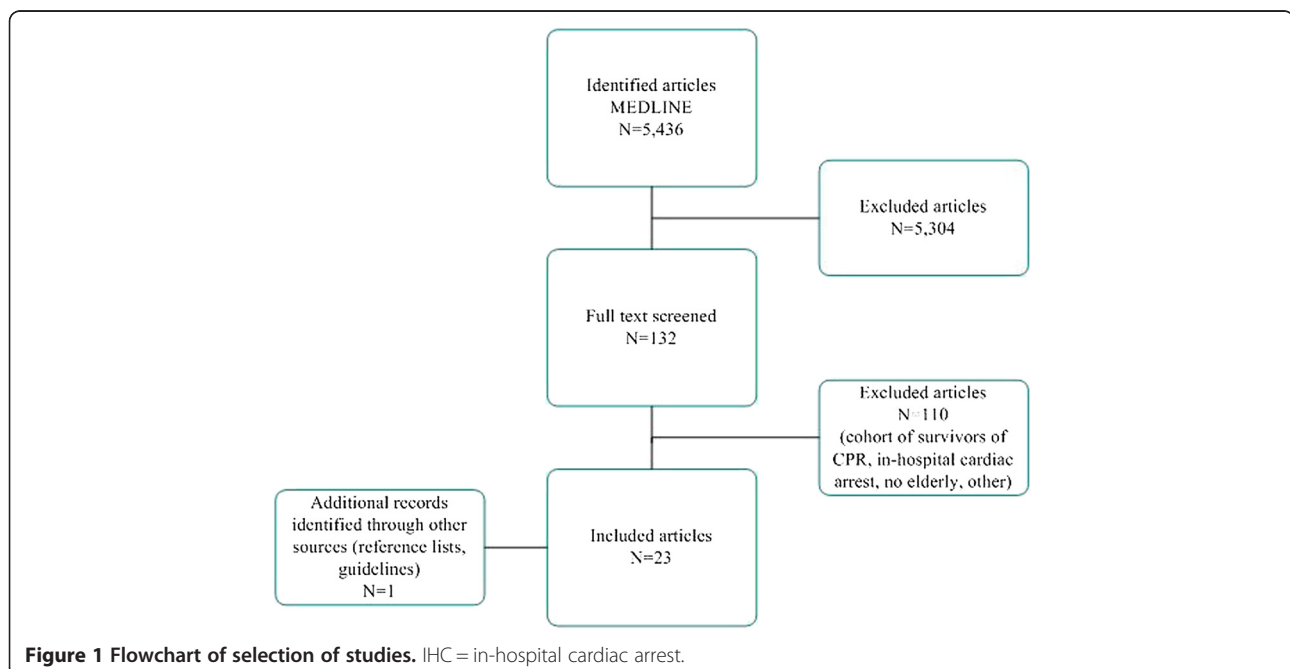 Identified articles
MEDLINE
N=5,436
Excluded articles
N=5,304
Full text screened
N=132
Excluded articles
N=110
(cohort of survivors of
CPR, in-hospital cardiac
arrest, no elderly, other)
Additional records
identified through other
sources (reference lists,
guidelines)
N=1
Included articles
N=23
Figure 1 Flowchart of selection of studies. IHC = in-hospital cardiac arrest.